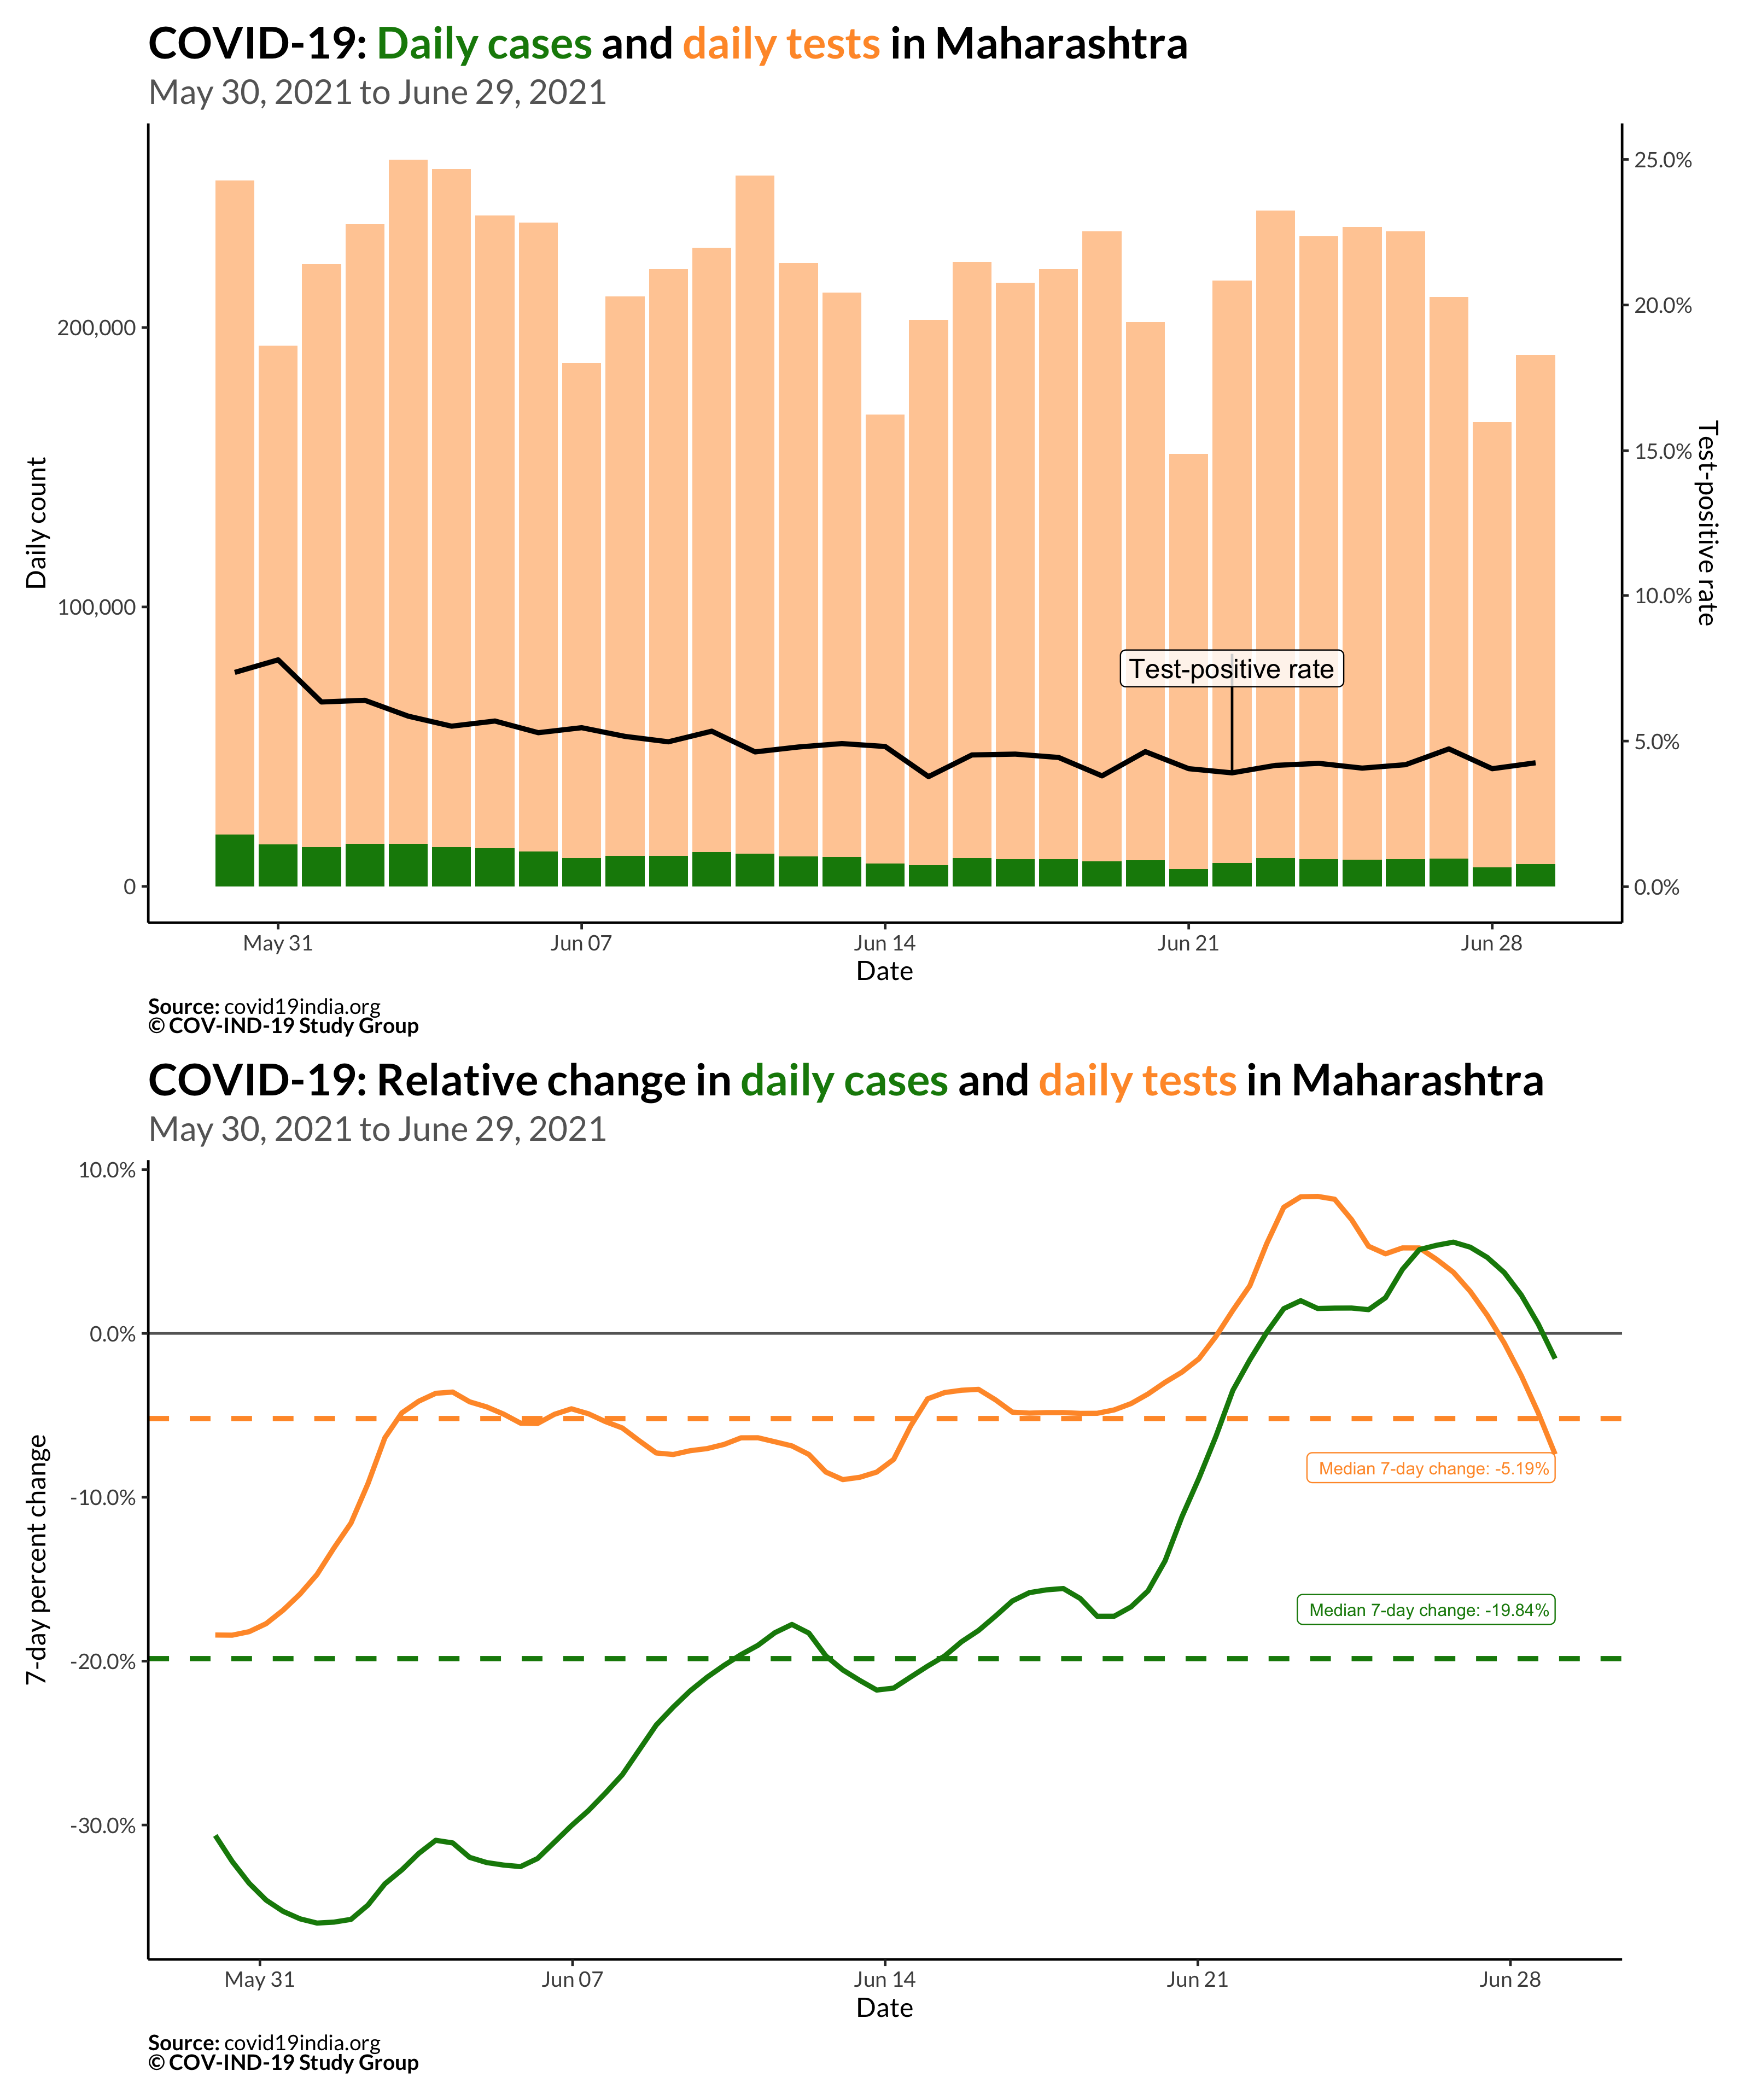 COVID-19: Daily cases and daily tests in Maharashtra
May 30, 2021 to June 29, 2021
Daily count
200,000
100,000
0
25.0%
20.0%
15.0%
10.0%
5.0%
0.0%
Test-positive rate
Test-positive rate
May 31
Jun 07
Jun 14
Jun 21
Jun 28
Date
Source: covid19india.org
© COV-IND-19 Study Group
COVID-19: Relative change in daily cases and daily tests in Maharashtra
May 30, 2021 to June 29, 2021
7-day percent change
10.0%
0.0%
-10.0%
-20.0%
-30.0%
Median 7-day change: -5.19%
Median 7-day change: -19.84%
May 31
Jun 07
Jun 14
Jun 21
Jun 28
Date
Source: covid19india.org
© COV-IND-19 Study Group